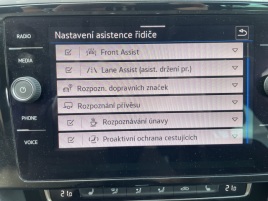 Nastavení asistence řidiče
RADIO
Front Assist
MEDIA
Lane Assist (asist. držení pr.)
Rozpozn. dopravních značek
Rozpoznání přívěsu
PHONE
Rozpoznávání únavy
VOICE
Proaktivní ochrana cestujících